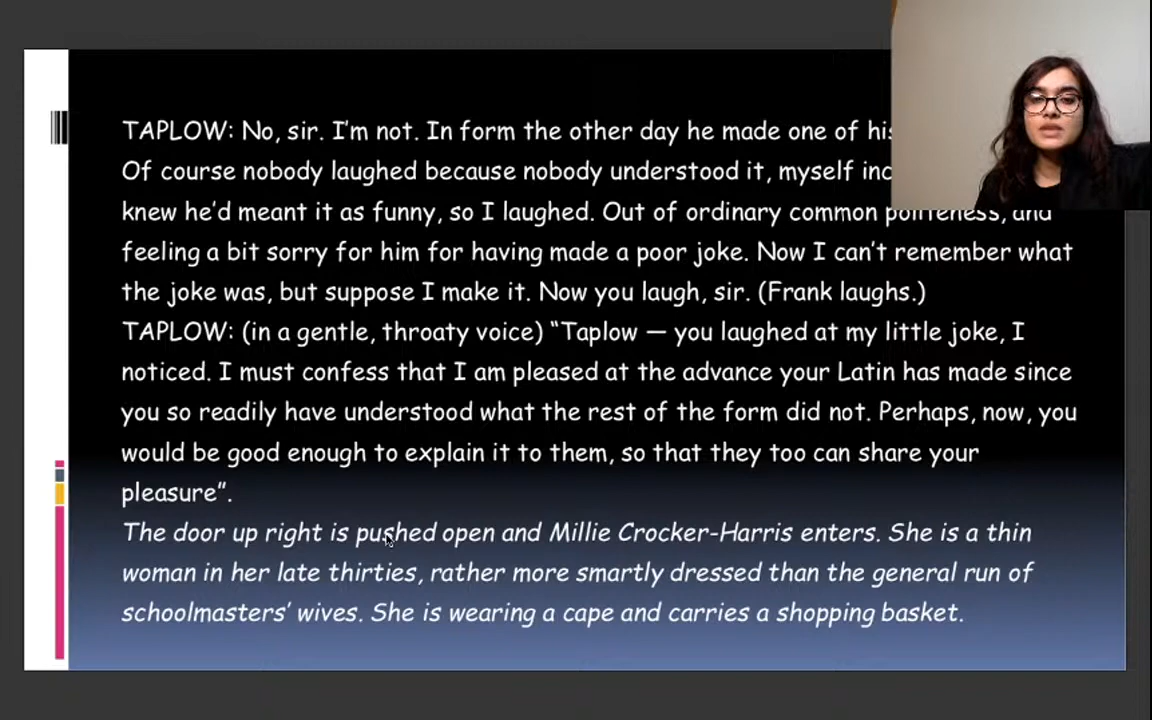 TAPLOW: No, sir. I'm not. In form the other day he made one of his
Of course nobody laughed because nobody understood it, myself
knew he'd meant it as funny, so I laughed. Out of ordinary common politeness, and
feeling a bit sorry for him for having made a poor joke. Now I can't remember what
the joke was, but suppose I make it. Now you laugh, sir. (Frank laughs.)
TAPLOW: (in a gentle, throaty voice) “Taplow — you laughed at my little joke, I
noticed. I must confess that I am pleased at the advance your Latin has made since
you so readily have understood what the rest of the form did not. Perhaps, now, you
would be good enough to explain it to them, so that they too can share your
pleasure”.
The door up right is pushed open and Millie Crocker-Harris enters. She is a thin
woman in her late thirties, rather more smartly dressed than the general run of
schoolmasters’ wives. She is wearing a cape and carries a shopping basket.